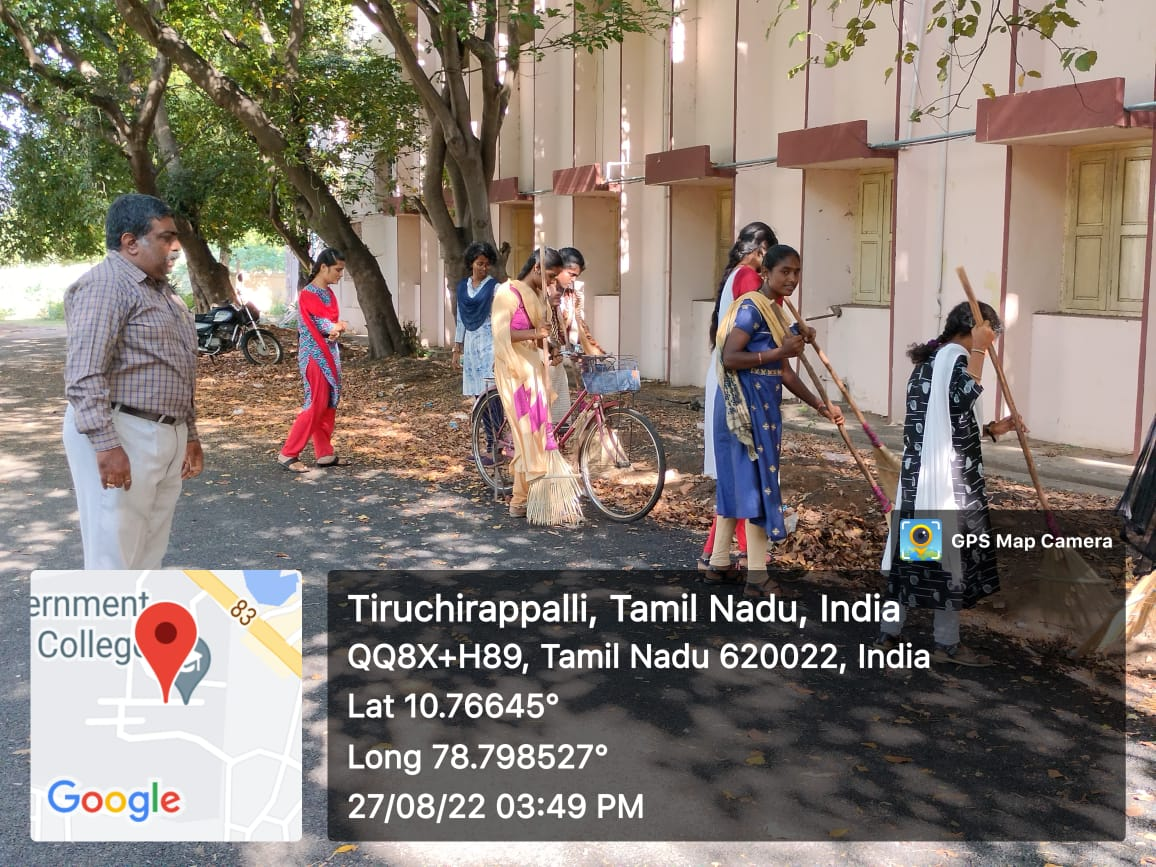 GPS Map Camera
ernment
College
83
Google
Tiruchirappalli, Tamil Nadu, India
QQ8X+H89, Tamil Nadu 620022, India
Lat 10.76645°
Long 78.798527°
27/08/22 03:49 PM